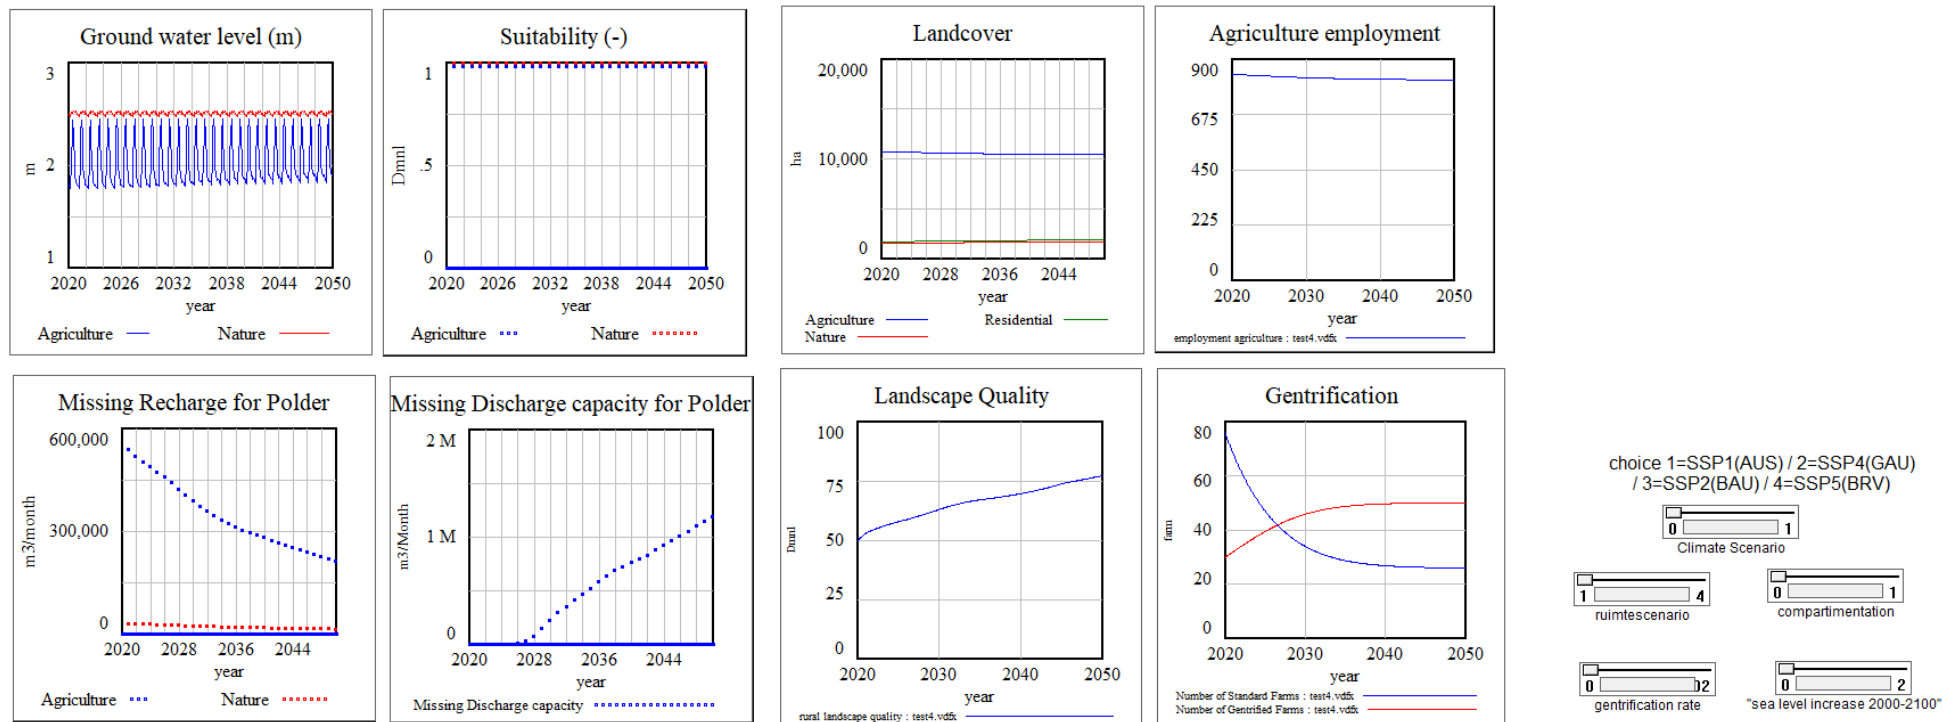 Ground water level (m)
3
2
1
m
2020 2026 2032 2038 2044 2050
year
Agriculture
Nature
Suitability (-)
1
.5
0
Dmnl
2020 2026 2032 2038 2044 2050
year
Agriculture
Nature
Landcover
20,000
10,000
0
ha
2020 2028 2036 2044
year
Agriculture
Residential
Nature
Agriculture employment
900
675
450
225
0
2020 2030 2040 2050
year
employment agriculture : test4.vdfx
Missing Recharge for Polder
600,000
300,000
0
m3/month
2020 2028 2036 2044
year
Agriculture
Nature
Missing Discharge capacity for Polder
2 M
1 M
0
m3/Month
2020 2028 2036 2044
year
Missing Discharge capacity
Landscape Quality
100
75
50
25
0
Dmnl
2020 2030 2040 2050
year
rural landscape quality : test4.vdfx
Gentrification
80
60
40
20
0
farm
2020 2030 2040 2050
year
Number of Standard Farms : test4.vdfx
Number of Gentrified Farms : test4.vdfx
choice 1=SSP1(AUS) / 2=SSP4(GAU)
/ 3=SSP2(BAU) / 4=SSP5(BRV)
0 1
Climate Scenario
1 4
ruimtescenario
0 1
compartimentation
0 02
gentrification rate
0 2
"sea level increase 2000-2100"